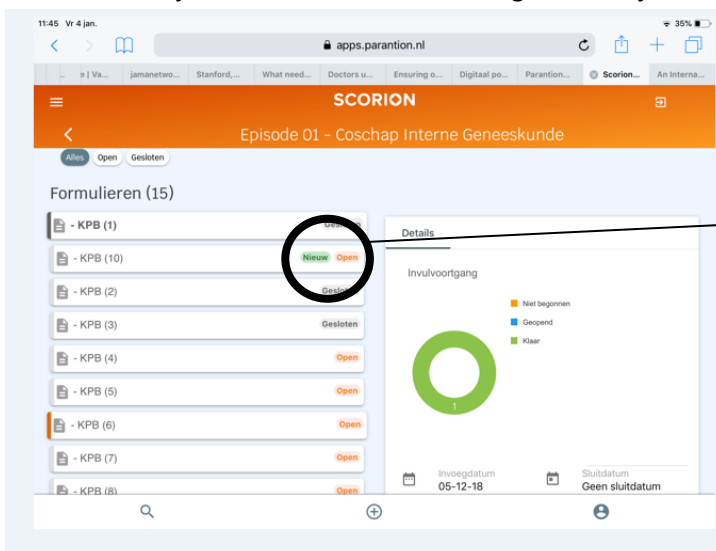 11:45 Vr 4 jan.
35%
apps.parantion.nl
.. e | Va... jamanetwo... Stanford,... What need... Doctors u... Ensuring o... Digitaal po... Parantion... Scorion... An Interna...
SCORION
Episode 01 - Coschap Interne Geneeskunde
Alles Open Gesloten
Formulieren (15)
- KPB (1) Gesloten
- KPB (10) Nieuw Open
- KPB (2) Gesloten
- KPB (3) Gesloten
- KPB (4) Open
- KPB (5) Open
- KPB (6) Open
- KPB (7) Open
- KPB (8) Open
Details
Invulvoortgang
Niet begonnen
Geopend
Klaar
1
Invoegdatum
05-12-18
Sluitdatum
Geen sluitdatum